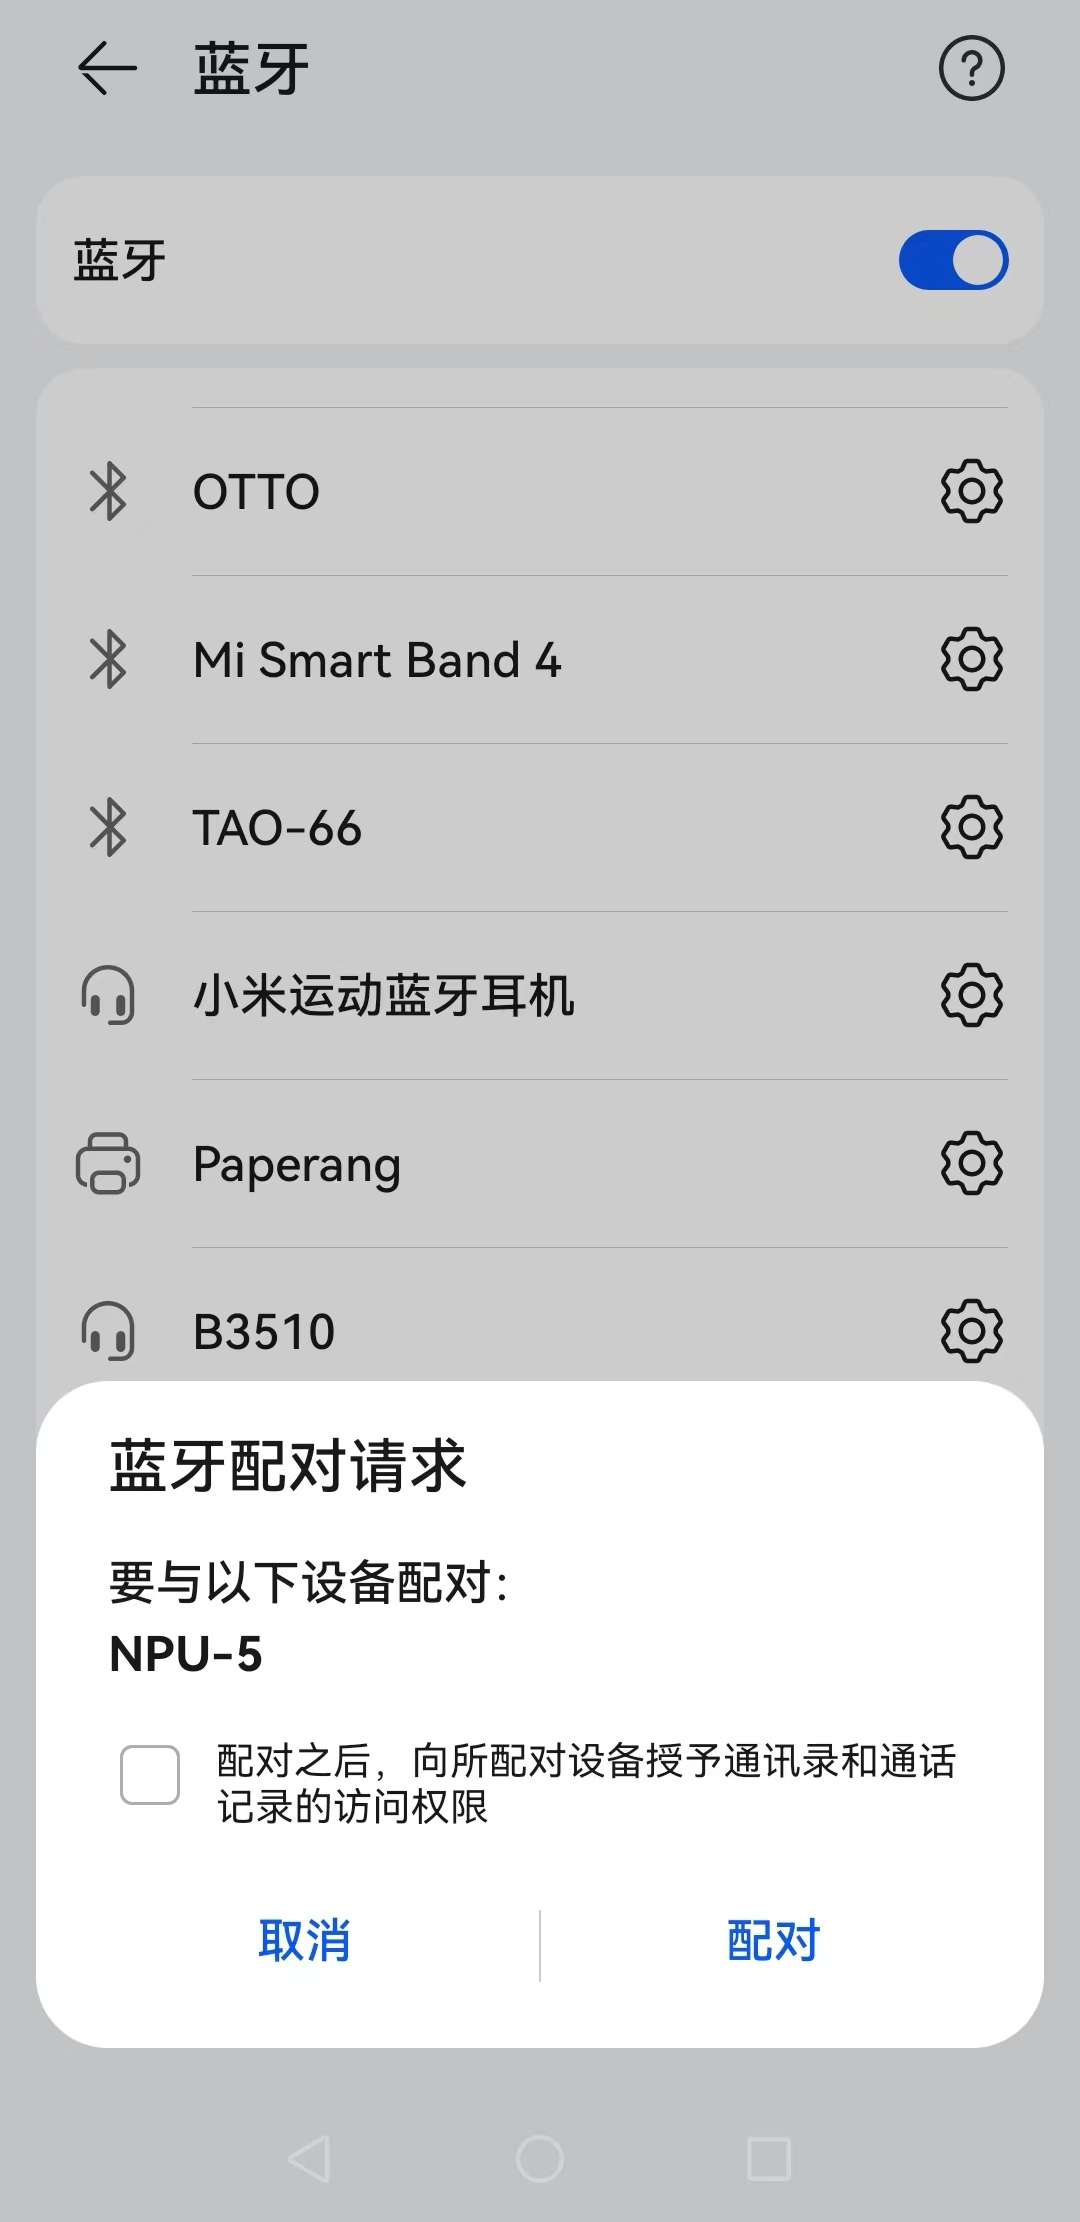 蓝牙
?
蓝牙
OTTO
Mi Smart Band 4
TAO-66
小米运动蓝牙耳机
Paperang
B3510
蓝牙配对请求
要与以下设备配对：
NPU-5
配对之后，向所配对设备授予通讯录和通话
记录的访问权限
取消
配对